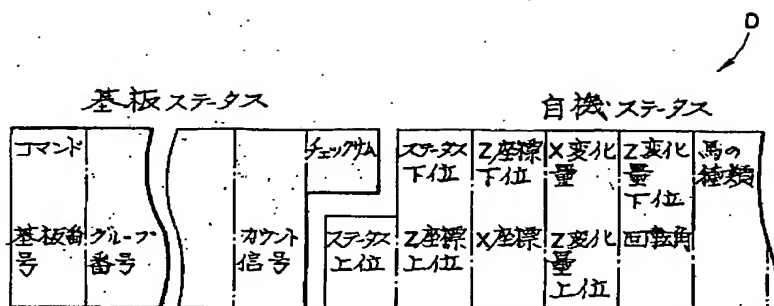 D
基板ステータス
自機ステータス
コマンド
チェックサム
ステータス下位
Z座標下位
X変化量
Z変化量下位
馬の種類
基板番号
グループ番号
カウント信号
ステータス上位
Z座標上位
X座標
Z変化量上位
回転角